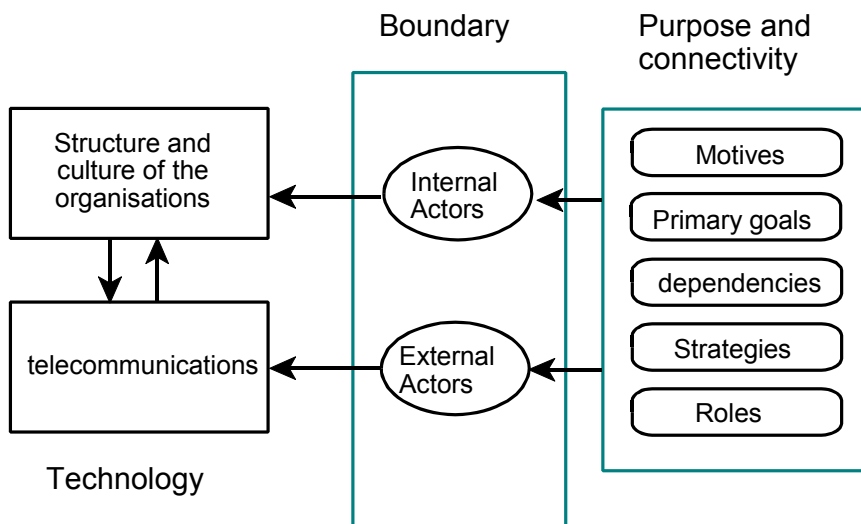 Boundary
Purpose and
connectivity
Structure and
culture of the
organisations
Internal
Actors
Motives
Primary goals
dependencies
telecommunications
External
Actors
Strategies
Roles
Technology